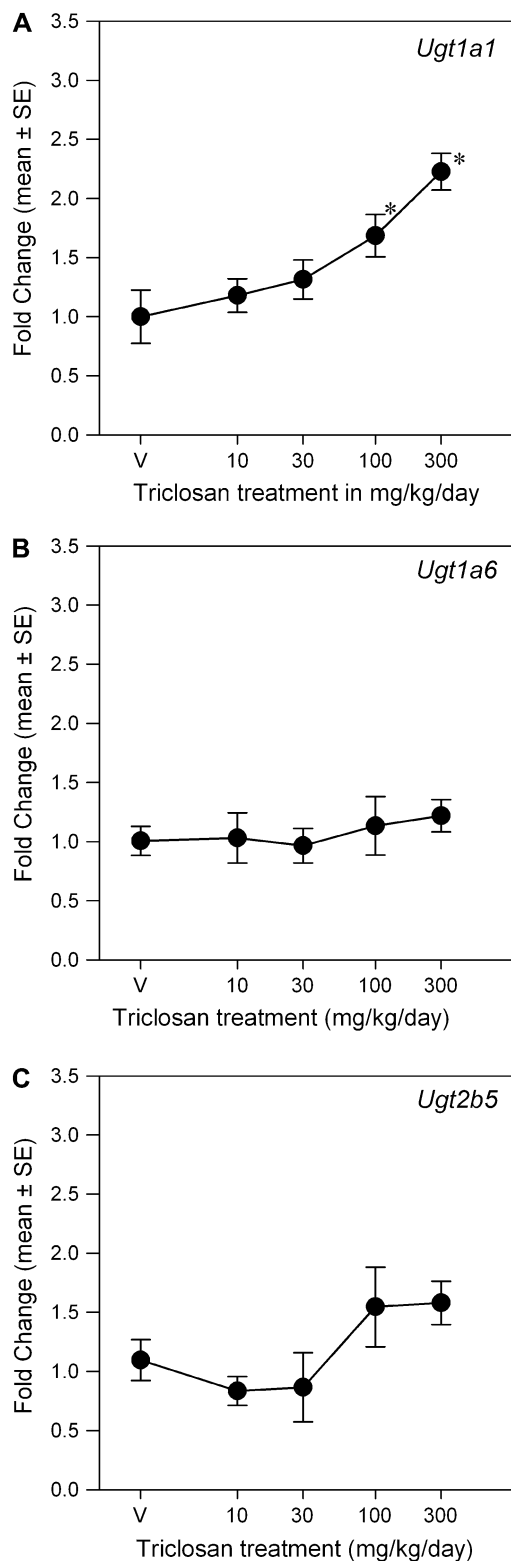 A
Ugt1a1
Fold Change (mean ± SE)
3.5
3.0
2.5
2.0
1.5
1.0
0.5
0.0
*
*
V 10 30 100 300
Triclosan treatment in mg/kg/day
B
Ugt1a6
Fold Change (mean ± SE)
3.5
3.0
2.5
2.0
1.5
1.0
0.5
0.0
V 10 30 100 300
Triclosan treatment (mg/kg/day)
C
Ugt2b5
Fold Change (mean ± SE)
3.5
3.0
2.5
2.0
1.5
1.0
0.5
0.0
V 10 30 100 300
Triclosan treatment (mg/kg/day)